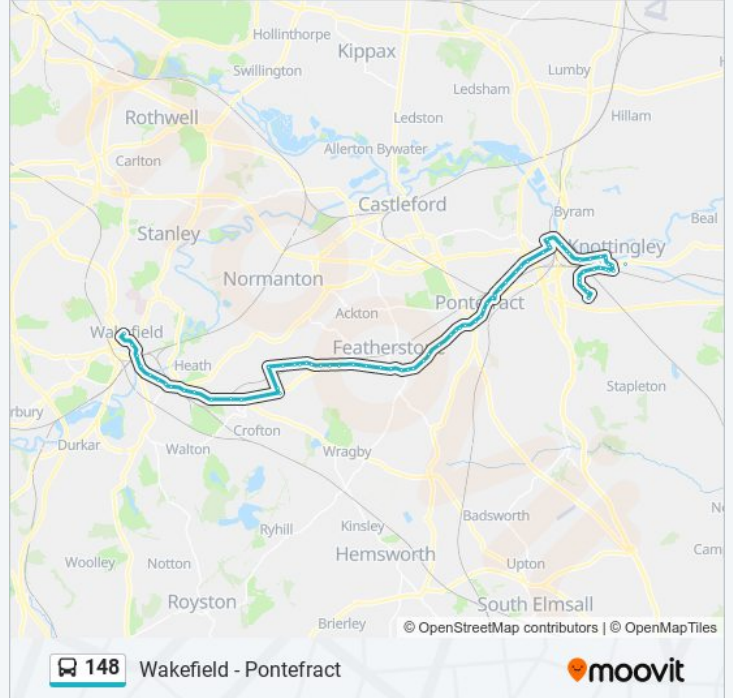 Hollinthorpe
Kippax
Swillington
Lumby
Ledsham
Rothwell
Ledston
Hillam
Allerton Bywater
Carlton
Castleford
Byram
Beal
Stanley
Knottingley
Normanton
Pontefract
Ackton
Wakefield
Featherstone
Heath
Stapleton
rbury
Crofton
Durkar
Walton
Wragby
Badsworth
Ryhill
Kinsley
Hemsworth
Cam
Woolley
Notton
Upton
Royston
South Elmsall
Brierley
© OpenStreetMap contributors | © OpenMapTiles
148
Wakefield - Pontefract
moovit